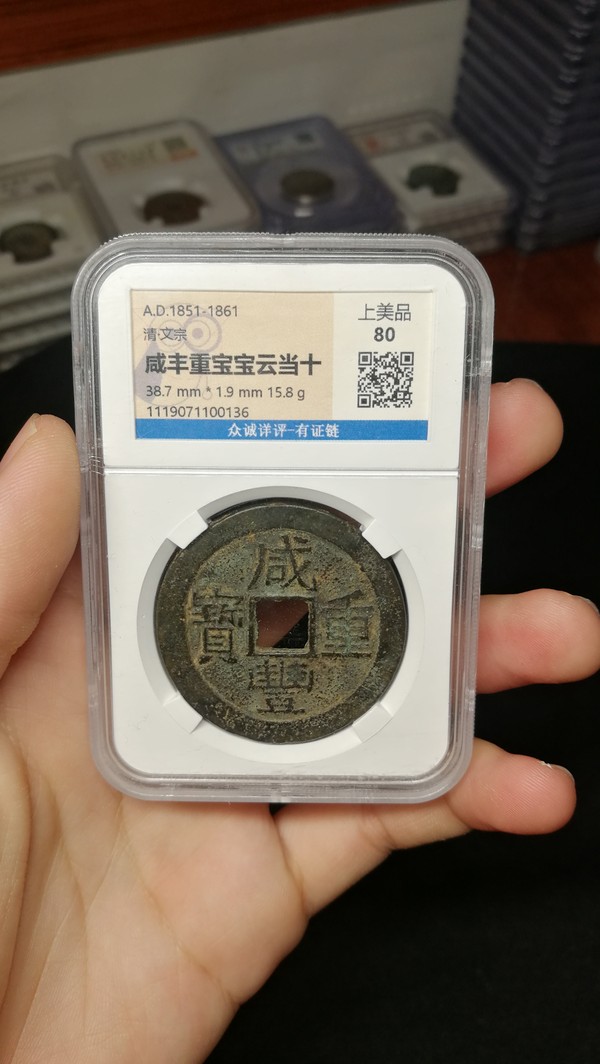 A.D.1851-1861
清·文宗
咸丰重宝宝云当十
38.7 mm * 1.9 mm 15.8 g
1119071100136
上美品
80
众诚详评-有证链
咸
豐
重
寶